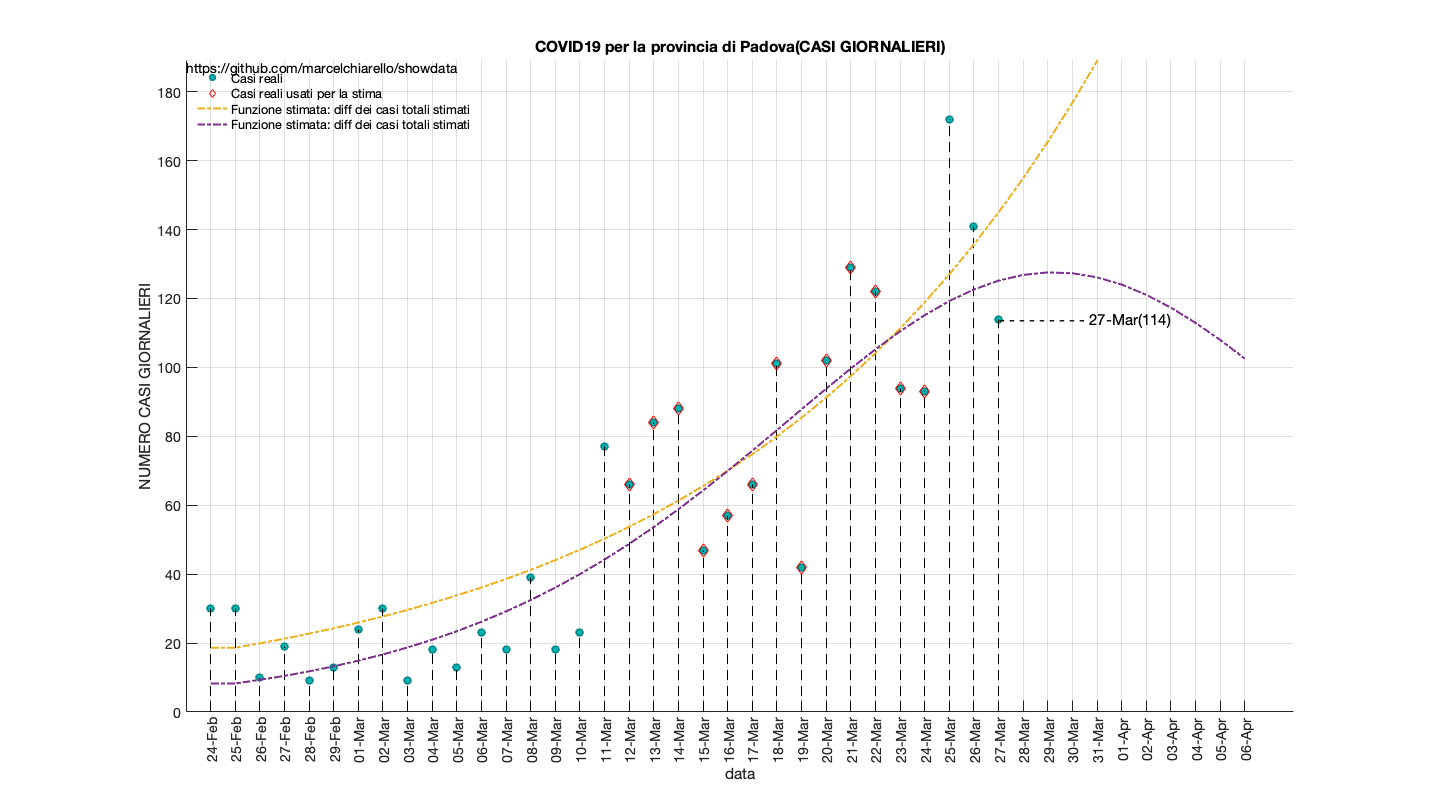 COVID19 per la provincia di Padova(CASI GIORNALIERI)
https://github.com/marcelchiarello/showdata
Casi reali
Casi reali usati per la stima
Funzione stimata: diff dei casi totali stimati
Funzione stimata: diff dei casi totali stimati
180
160
140
120
100
80
60
40
20
0
NUMERO CASI GIORNALIERI
27-Mar(114)
24-Feb
25-Feb
26-Feb
27-Feb
28-Feb
29-Feb
01-Mar
02-Mar
03-Mar
04-Mar
05-Mar
06-Mar
07-Mar
08-Mar
09-Mar
10-Mar
11-Mar
12-Mar
13-Mar
14-Mar
15-Mar
16-Mar
17-Mar
18-Mar
19-Mar
20-Mar
21-Mar
22-Mar
23-Mar
24-Mar
25-Mar
26-Mar
27-Mar
28-Mar
29-Mar
30-Mar
31-Mar
01-Apr
02-Apr
03-Apr
04-Apr
05-Apr
06-Apr
data